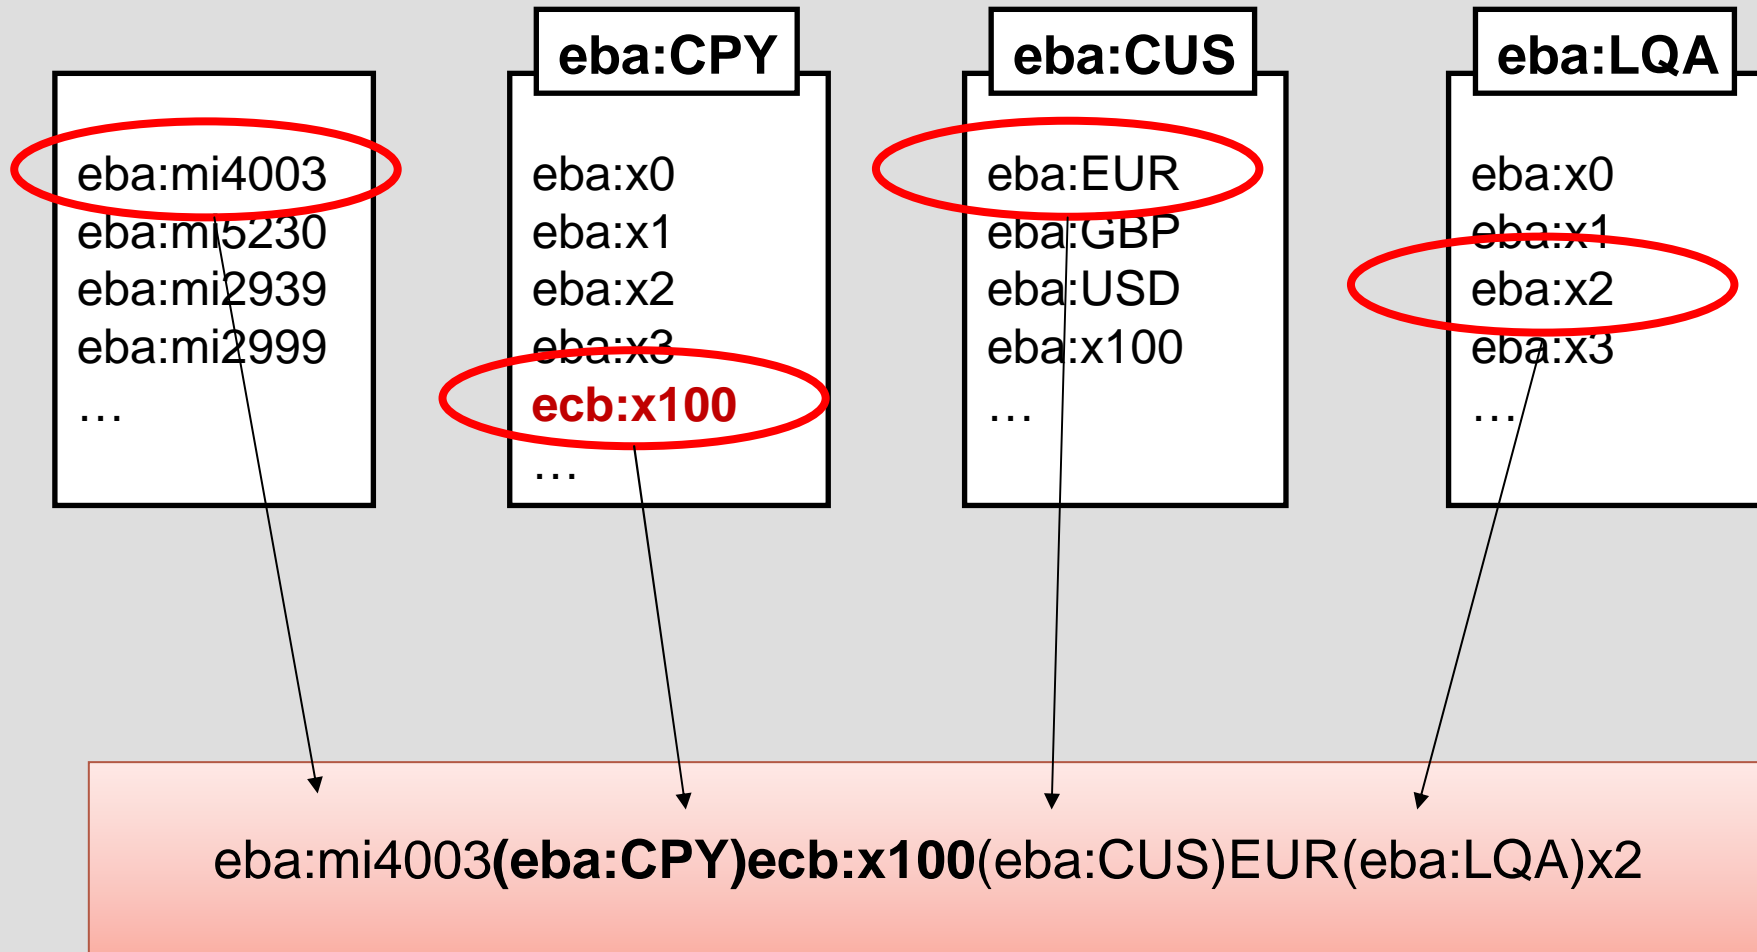 eba:mi4003
eba:mi5230
eba:mi2939
eba:mi2999
…
eba:CPY
eba:x0
eba:x1
eba:x2
eba:x3
ecb:x100
…
eba:CUS
eba:EUR
eba:GBP
eba:USD
eba:x100
…
eba:LQA
eba:x0
eba:x1
eba:x2
eba:x3
…
eba:mi4003(eba:CPY)ecb:x100(eba:CUS)EUR(eba:LQA)x2